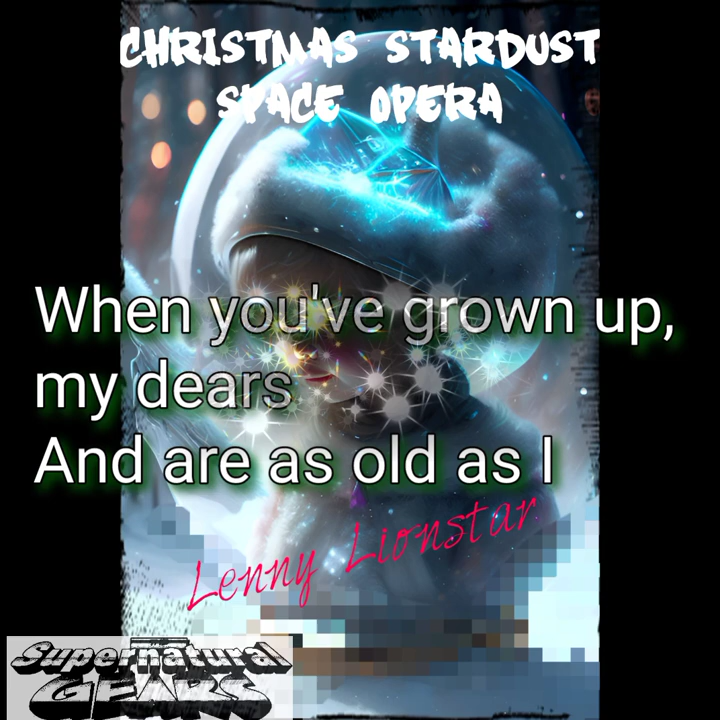 CHRISTMAS STARDUST
SPACE OPERA
When you've grown up,
my dears
And are as old as I
Lenny Lionstar
Supernatural
GEARS